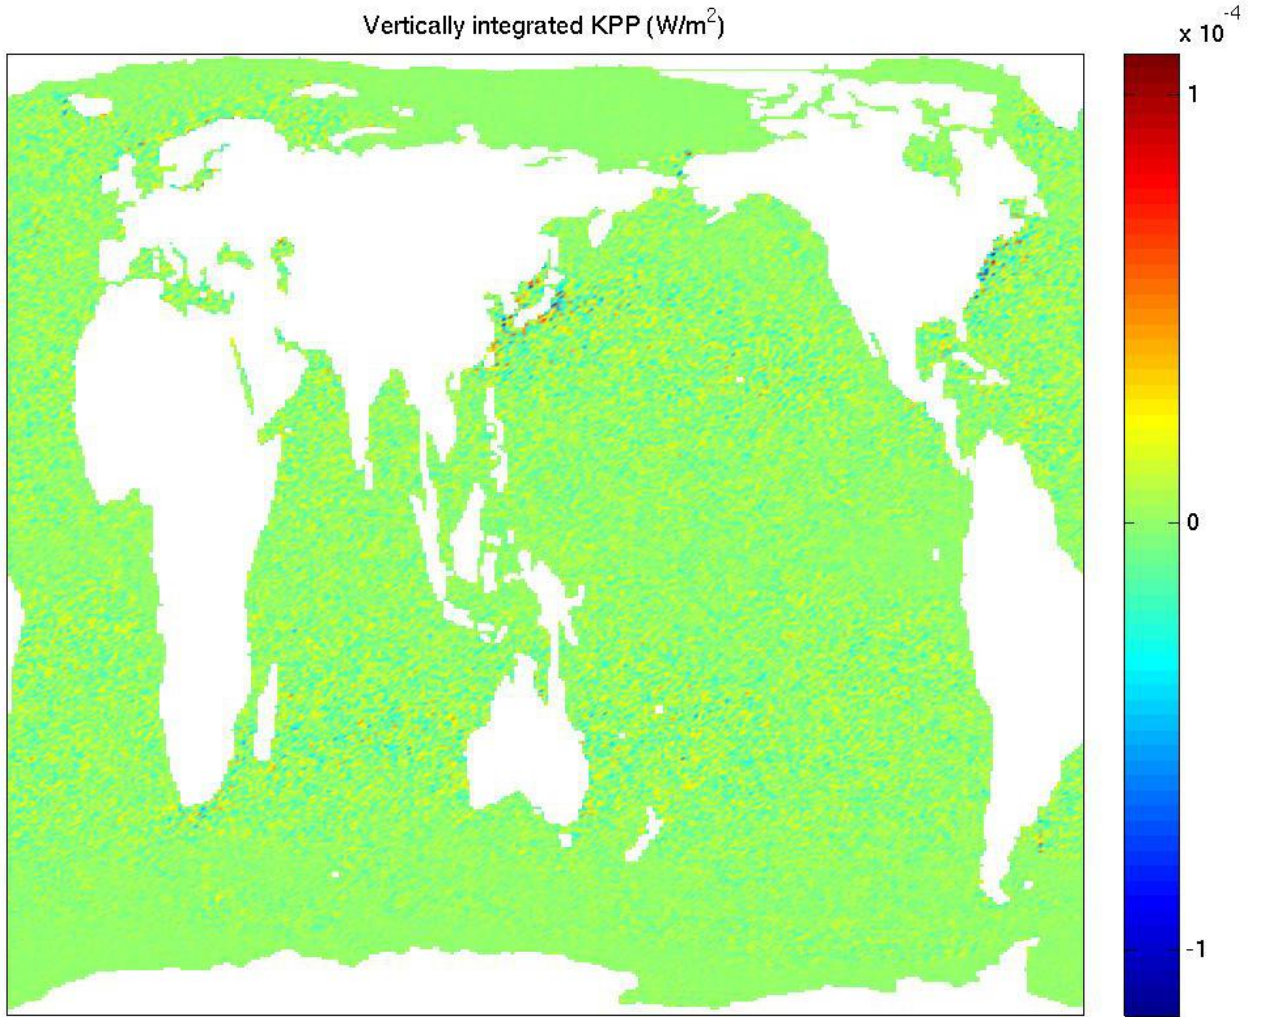 Vertically integrated KPP (W/m²)
x 10⁻⁴
1
0
-1